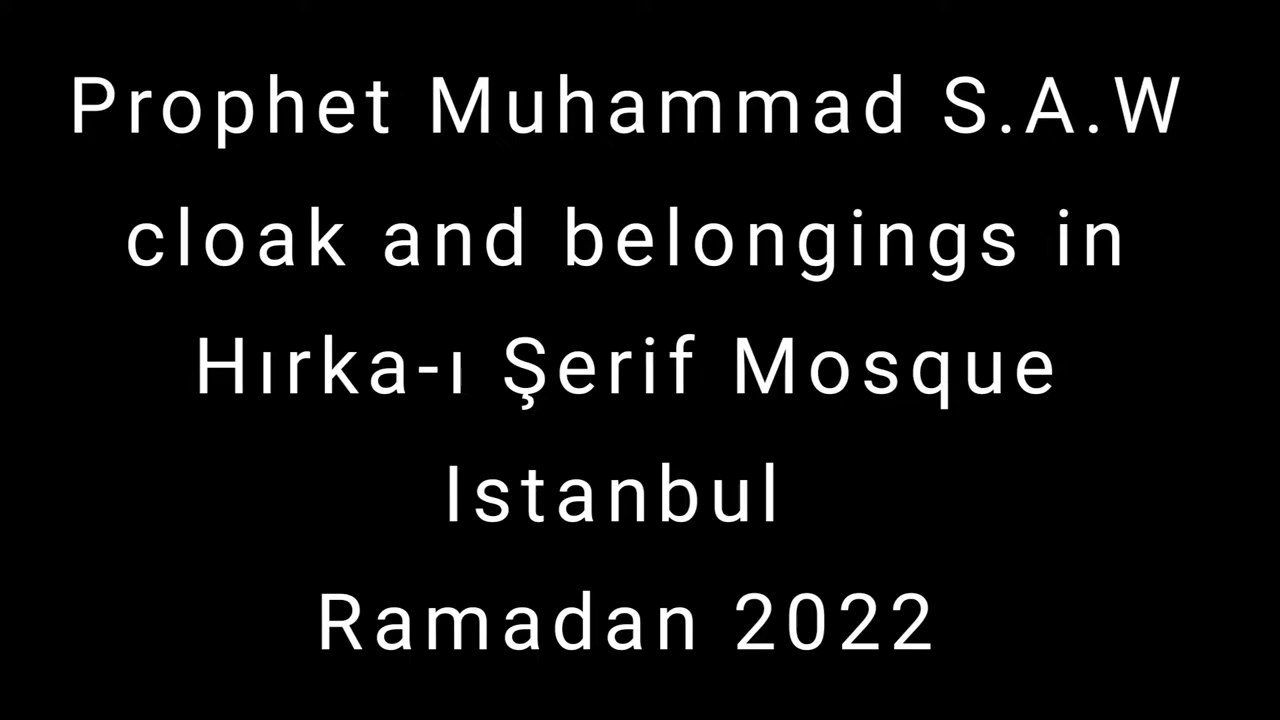 Prophet Muhammad S.A.W
cloak and belongings in
Hırka-ı Şerif Mosque
Istanbul
Ramadan 2022